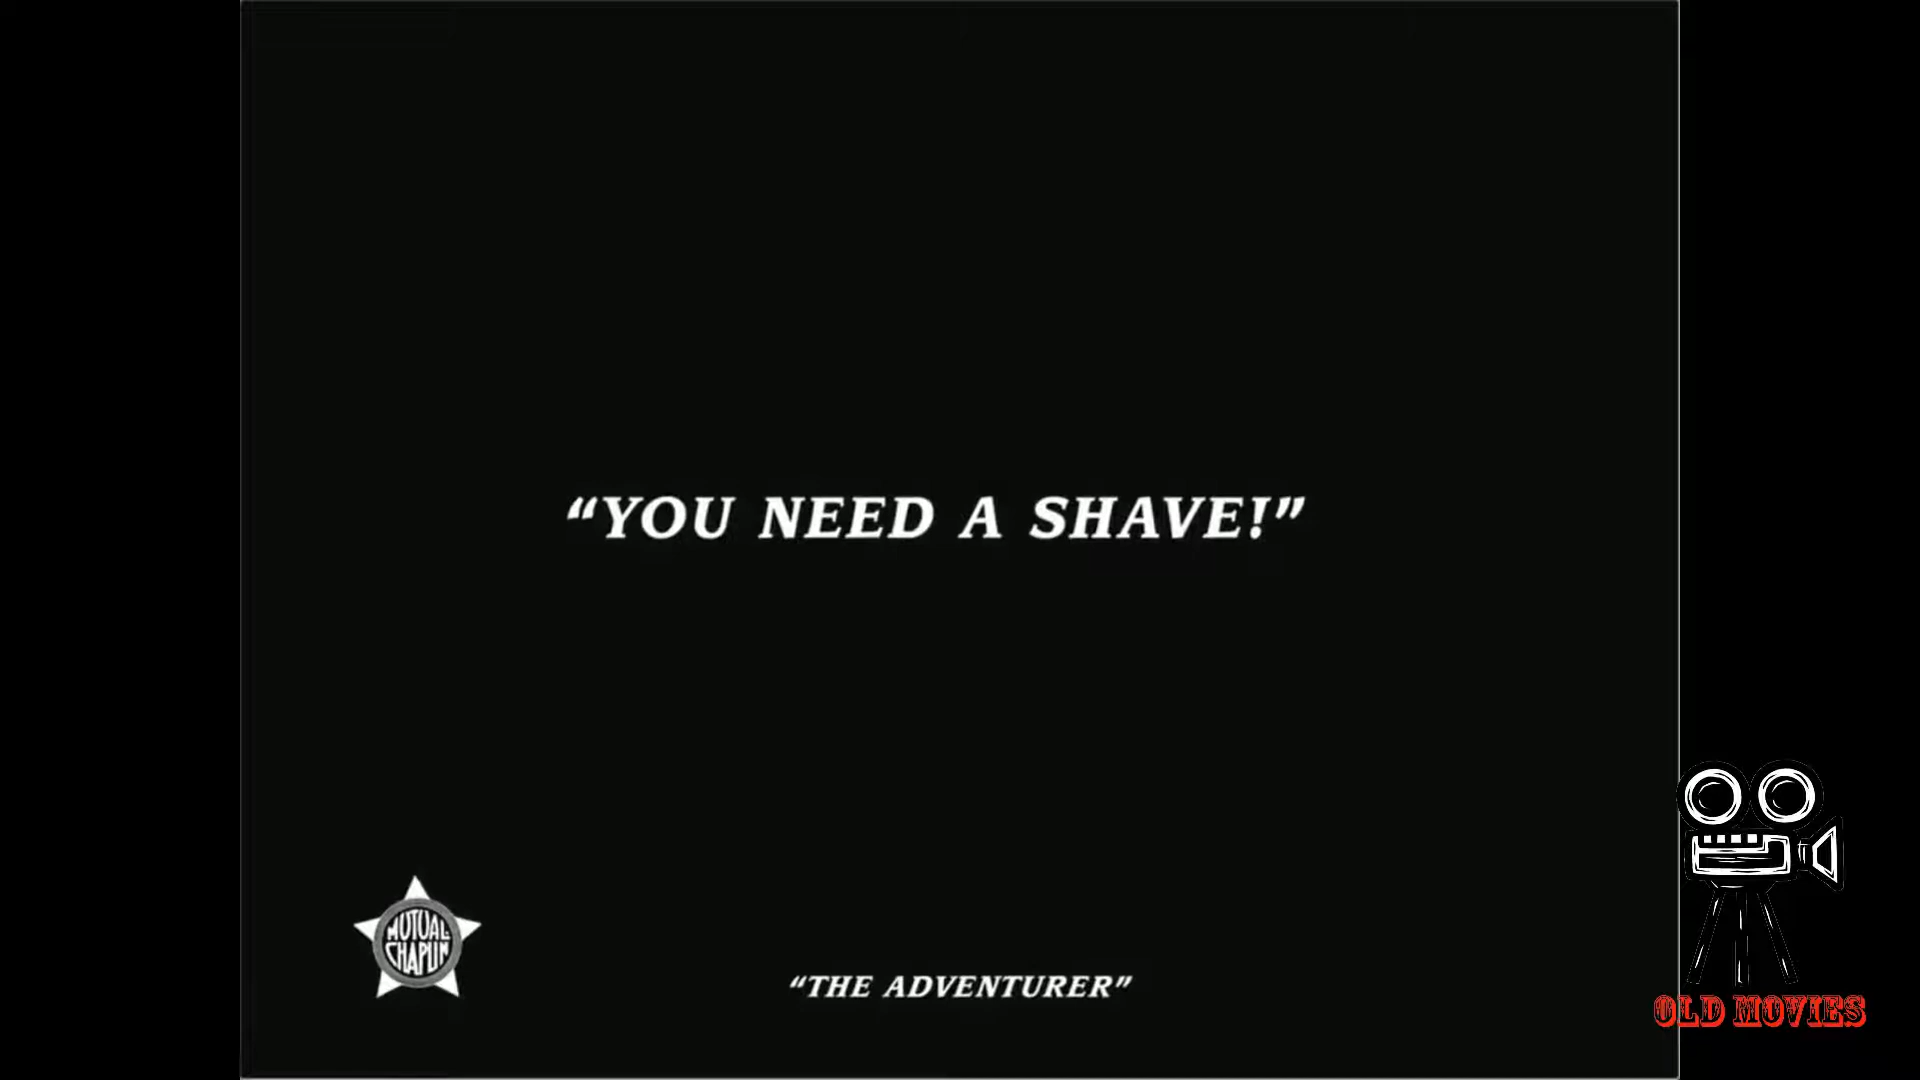 “YOU NEED A SHAVE!”
MUTUAL
CHAPLIN
“THE ADVENTURER”
OLD MOVIES